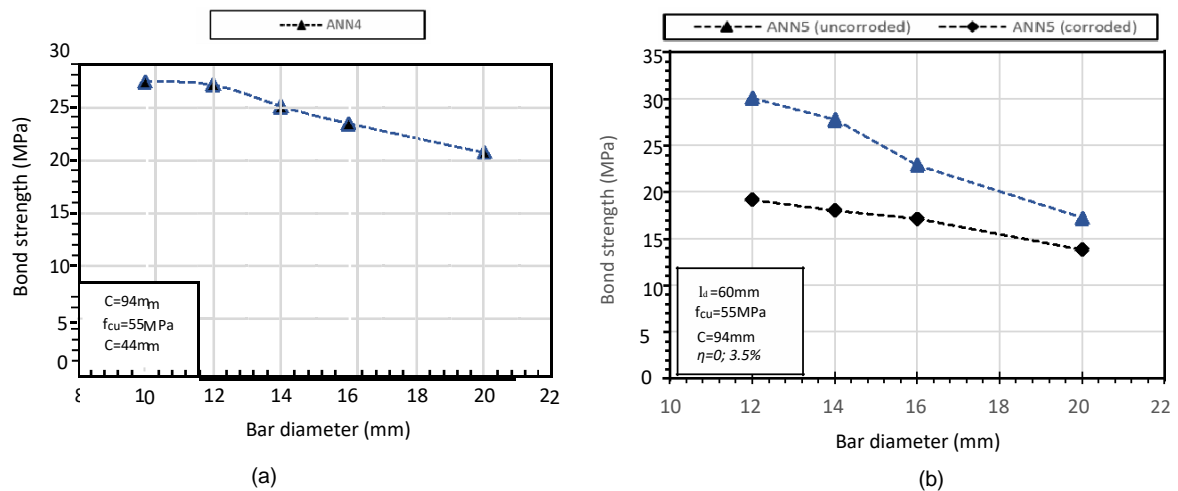 ANN4
30
25
20
15
10
5
0
Bond strength (MPa)
C=94mm
fcu=55MPa
C=44mm
8 10 12 14 16 18 20 22
Bar diameter (mm)
(a)
ANN5 (uncorroded) ANN5 (corroded)
35
30
25
20
15
10
5
0
Bond strength (MPa)
ld=60mm
fcu=55MPa
C=94mm
η=0; 3.5%
10 12 14 16 18 20 22
Bar diameter (mm)
(b)